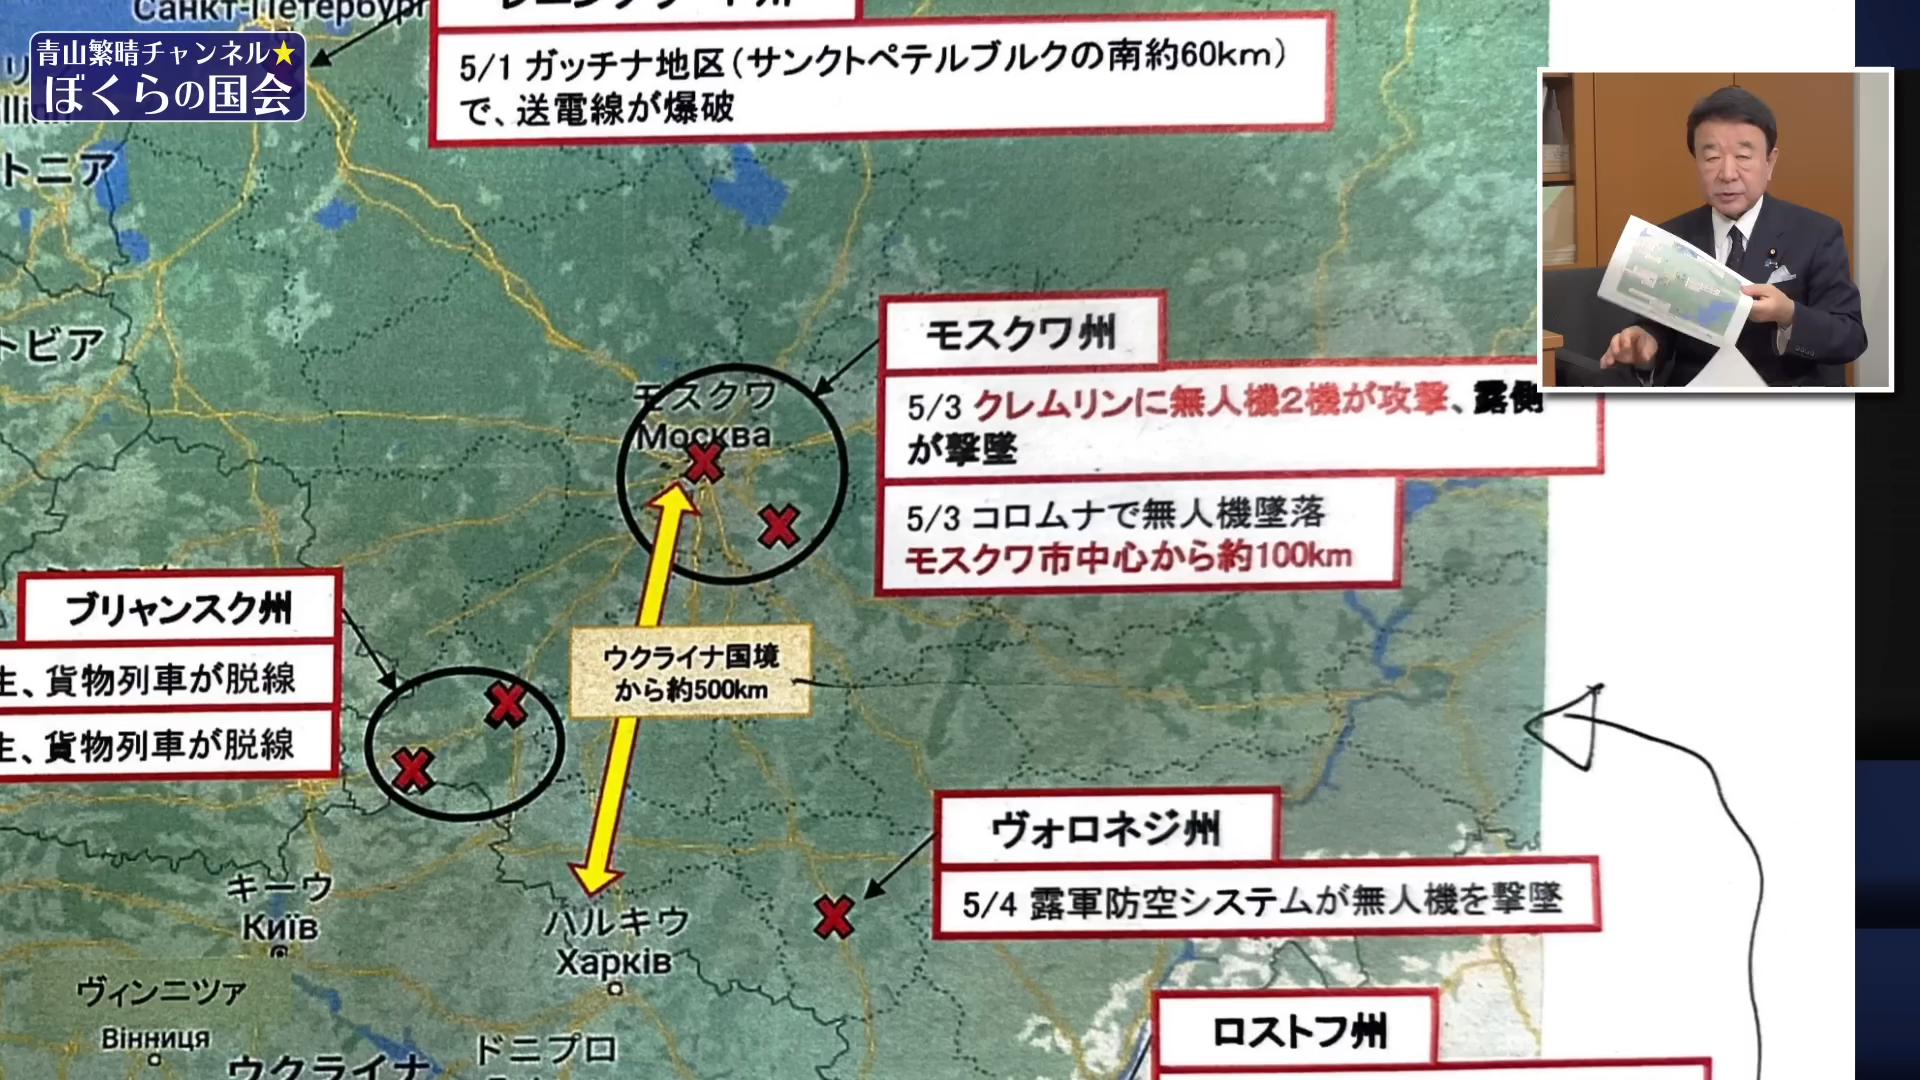 Санкт-Петербург
青山繁晴チャンネル★
ぼくらの国会
5/1 ガッチナ地区(サンクトペテルブルクの南約60km)
で、送電線が爆破
トニア
トビア
モスクワ
Москва
モスクワ州
5/3 クレムリンに無人機2機が攻撃、露側
が撃墜
5/3 コロムナで無人機墜落
モスクワ市中心から約100km
ブリャンスク州
生、貨物列車が脱線
生、貨物列車が脱線
ウクライナ国境
から約500km
ヴォロネジ州
5/4 露軍防空システムが無人機を撃墜
キーウ
Київ
ハルキウ
Харків
ヴィンニツァ
Вінниця
ドニプロ
ウクライナ
ロストフ州